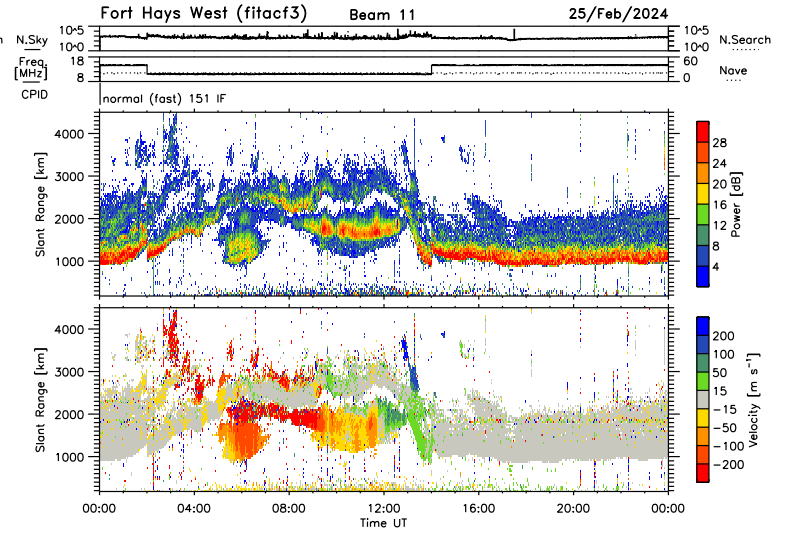 Fort Hays West (fitacf3) Beam 11 25/Feb/2024
N.Sky 10^5 10^0 10^5 10^0 N.Search
Freq. [MHz] 18 8 60 0 Nave
CPID normal (fast) 151 IF
Slant Range [km] 4000 3000 2000 1000
28 24 20 16 12 8 4 Power [dB]
Slant Range [km] 4000 3000 2000 1000
200 100 50 15 −15 −50 −100 −200 Velocity [m s⁻¹]
00:00 04:00 08:00 12:00 16:00 20:00 00:00
Time UT